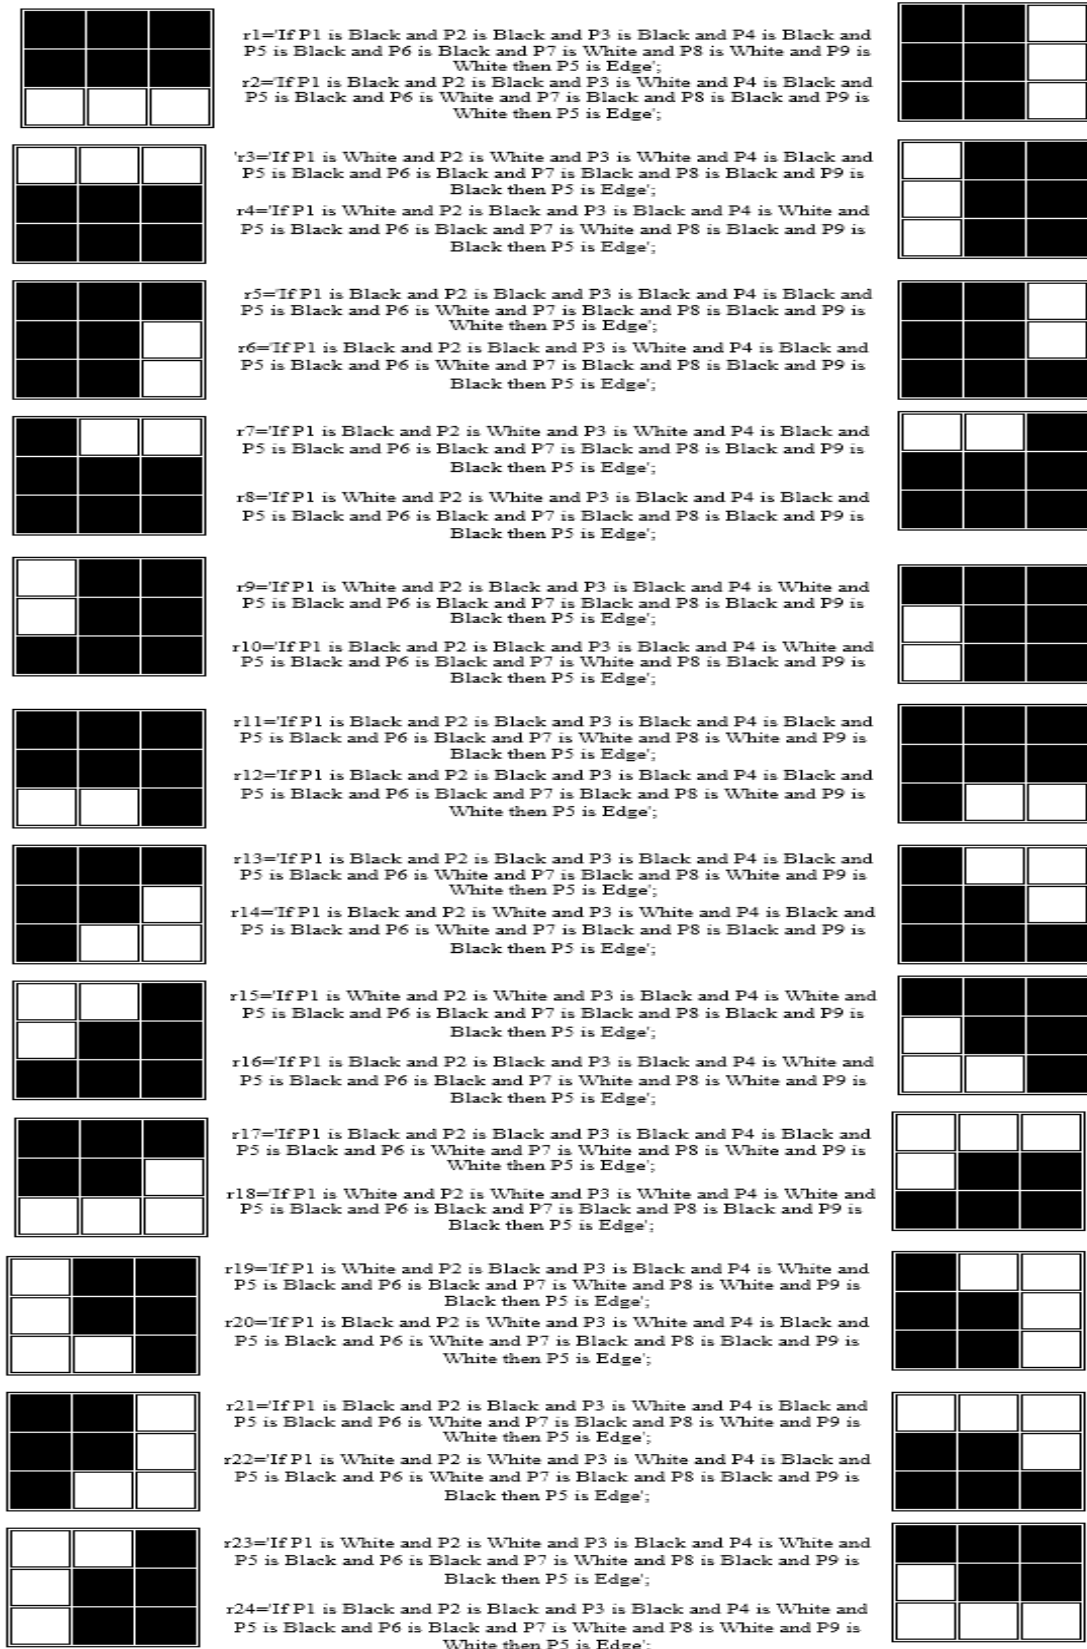 r1='If P1 is Black and P2 is Black and P3 is Black and P4 is Black and
P5 is Black and P6 is Black and P7 is White and P8 is White and P9 is
White then P5 is Edge';
r2='If P1 is Black and P2 is Black and P3 is White and P4 is Black and
P5 is Black and P6 is White and P7 is Black and P8 is Black and P9 is
White then P5 is Edge';
'r3='If P1 is White and P2 is White and P3 is White and P4 is Black and
P5 is Black and P6 is Black and P7 is Black and P8 is Black and P9 is
Black then P5 is Edge';
r4='If P1 is White and P2 is Black and P3 is Black and P4 is White and
P5 is Black and P6 is Black and P7 is White and P8 is Black and P9 is
Black then P5 is Edge';
r5='If P1 is Black and P2 is Black and P3 is Black and P4 is Black and
P5 is Black and P6 is White and P7 is Black and P8 is Black and P9 is
White then P5 is Edge';
r6='If P1 is Black and P2 is Black and P3 is White and P4 is Black and
P5 is Black and P6 is White and P7 is Black and P8 is Black and P9 is
Black then P5 is Edge';
r7='If P1 is Black and P2 is White and P3 is White and P4 is Black and
P5 is Black and P6 is Black and P7 is Black and P8 is Black and P9 is
Black then P5 is Edge';
r8='If P1 is White and P2 is White and P3 is Black and P4 is Black and
P5 is Black and P6 is Black and P7 is Black and P8 is Black and P9 is
Black then P5 is Edge';
r9='If P1 is White and P2 is Black and P3 is Black and P4 is White and
P5 is Black and P6 is Black and P7 is Black and P8 is Black and P9 is
Black then P5 is Edge';
r10='If P1 is Black and P2 is Black and P3 is Black and P4 is White and
P5 is Black and P6 is Black and P7 is White and P8 is Black and P9 is
Black then P5 is Edge';
r11='If P1 is Black and P2 is Black and P3 is Black and P4 is Black and
P5 is Black and P6 is Black and P7 is White and P8 is White and P9 is
Black then P5 is Edge';
r12='If P1 is Black and P2 is Black and P3 is Black and P4 is Black and
P5 is Black and P6 is Black and P7 is Black and P8 is White and P9 is
White then P5 is Edge';
r13='If P1 is Black and P2 is Black and P3 is Black and P4 is Black and
P5 is Black and P6 is White and P7 is Black and P8 is White and P9 is
White then P5 is Edge';
r14='If P1 is Black and P2 is White and P3 is White and P4 is Black and
P5 is Black and P6 is White and P7 is Black and P8 is Black and P9 is
Black then P5 is Edge';
r15='If P1 is White and P2 is White and P3 is Black and P4 is White and
P5 is Black and P6 is Black and P7 is Black and P8 is Black and P9 is
Black then P5 is Edge';
r16='If P1 is Black and P2 is Black and P3 is Black and P4 is White and
P5 is Black and P6 is Black and P7 is White and P8 is White and P9 is
Black then P5 is Edge';
r17='If P1 is Black and P2 is Black and P3 is Black and P4 is Black and
P5 is Black and P6 is White and P7 is White and P8 is White and P9 is
White then P5 is Edge';
r18='If P1 is White and P2 is White and P3 is White and P4 is White and
P5 is Black and P6 is Black and P7 is Black and P8 is Black and P9 is
Black then P5 is Edge';
r19='If P1 is White and P2 is Black and P3 is Black and P4 is White and
P5 is Black and P6 is Black and P7 is White and P8 is White and P9 is
Black then P5 is Edge';
r20='If P1 is Black and P2 is White and P3 is White and P4 is Black and
P5 is Black and P6 is White and P7 is Black and P8 is Black and P9 is
White then P5 is Edge';
r21='If P1 is Black and P2 is Black and P3 is White and P4 is Black and
P5 is Black and P6 is White and P7 is Black and P8 is White and P9 is
White then P5 is Edge';
r22='If P1 is White and P2 is White and P3 is White and P4 is Black and
P5 is Black and P6 is White and P7 is Black and P8 is Black and P9 is
Black then P5 is Edge';
r23='If P1 is White and P2 is White and P3 is Black and P4 is White and
P5 is Black and P6 is Black and P7 is White and P8 is Black and P9 is
Black then P5 is Edge';
r24='If P1 is Black and P2 is Black and P3 is Black and P4 is White and
P5 is Black and P6 is Black and P7 is White and P8 is White and P9 is
White then P5 is Edge';